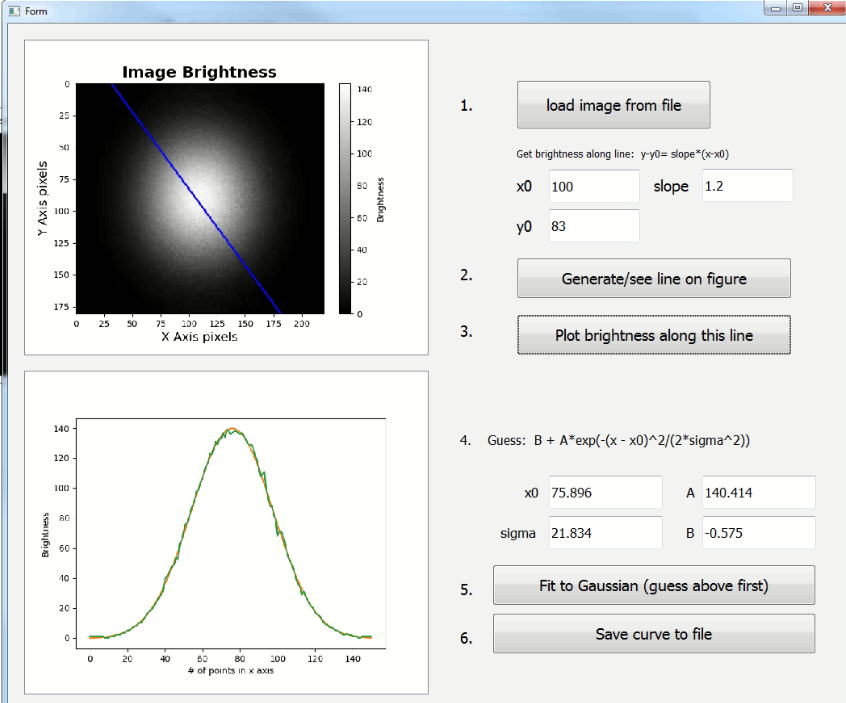 Form
Image Brightness
0
25
50
75
100
125
150
175
Y Axis pixels
0 25 50 75 100 125 150 175 200
X Axis pixels
140
120
100
80
60
40
20
0
Brightness
1.
load image from file
Get brightness along line: y-y0= slope*(x-x0)
x0 100 slope 1.2
y0 83
2.
Generate/see line on figure
3.
Plot brightness along this line
140
120
100
80
60
40
20
0
Brightness
0 20 40 60 80 100 120 140
# of points in x axis
4. Guess: B + A*exp(-(x - x0)^2/(2*sigma^2))
x0 75.896 A 140.414
sigma 21.834 B -0.575
5.
Fit to Gaussian (guess above first)
6.
Save curve to file